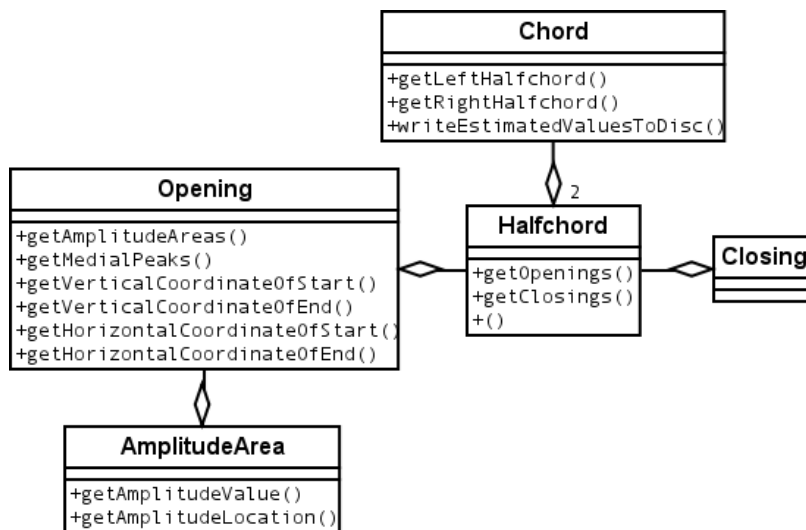 Chord
+getLeftHalfchord()
+getRightHalfchord()
+writeEstimatedValuesToDisc()
2
Opening
+getAmplitudeAreas()
+getMedialPeaks()
+getVerticalCoordinateOfStart()
+getVerticalCoordinateOfEnd()
+getHorizontalCoordinateOfStart()
+getHorizontalCoordinateOfEnd()
Halfchord
+getOpenings()
+getClosings()
+()
Closing
AmplitudeArea
+getAmplitudeValue()
+getAmplitudeLocation()